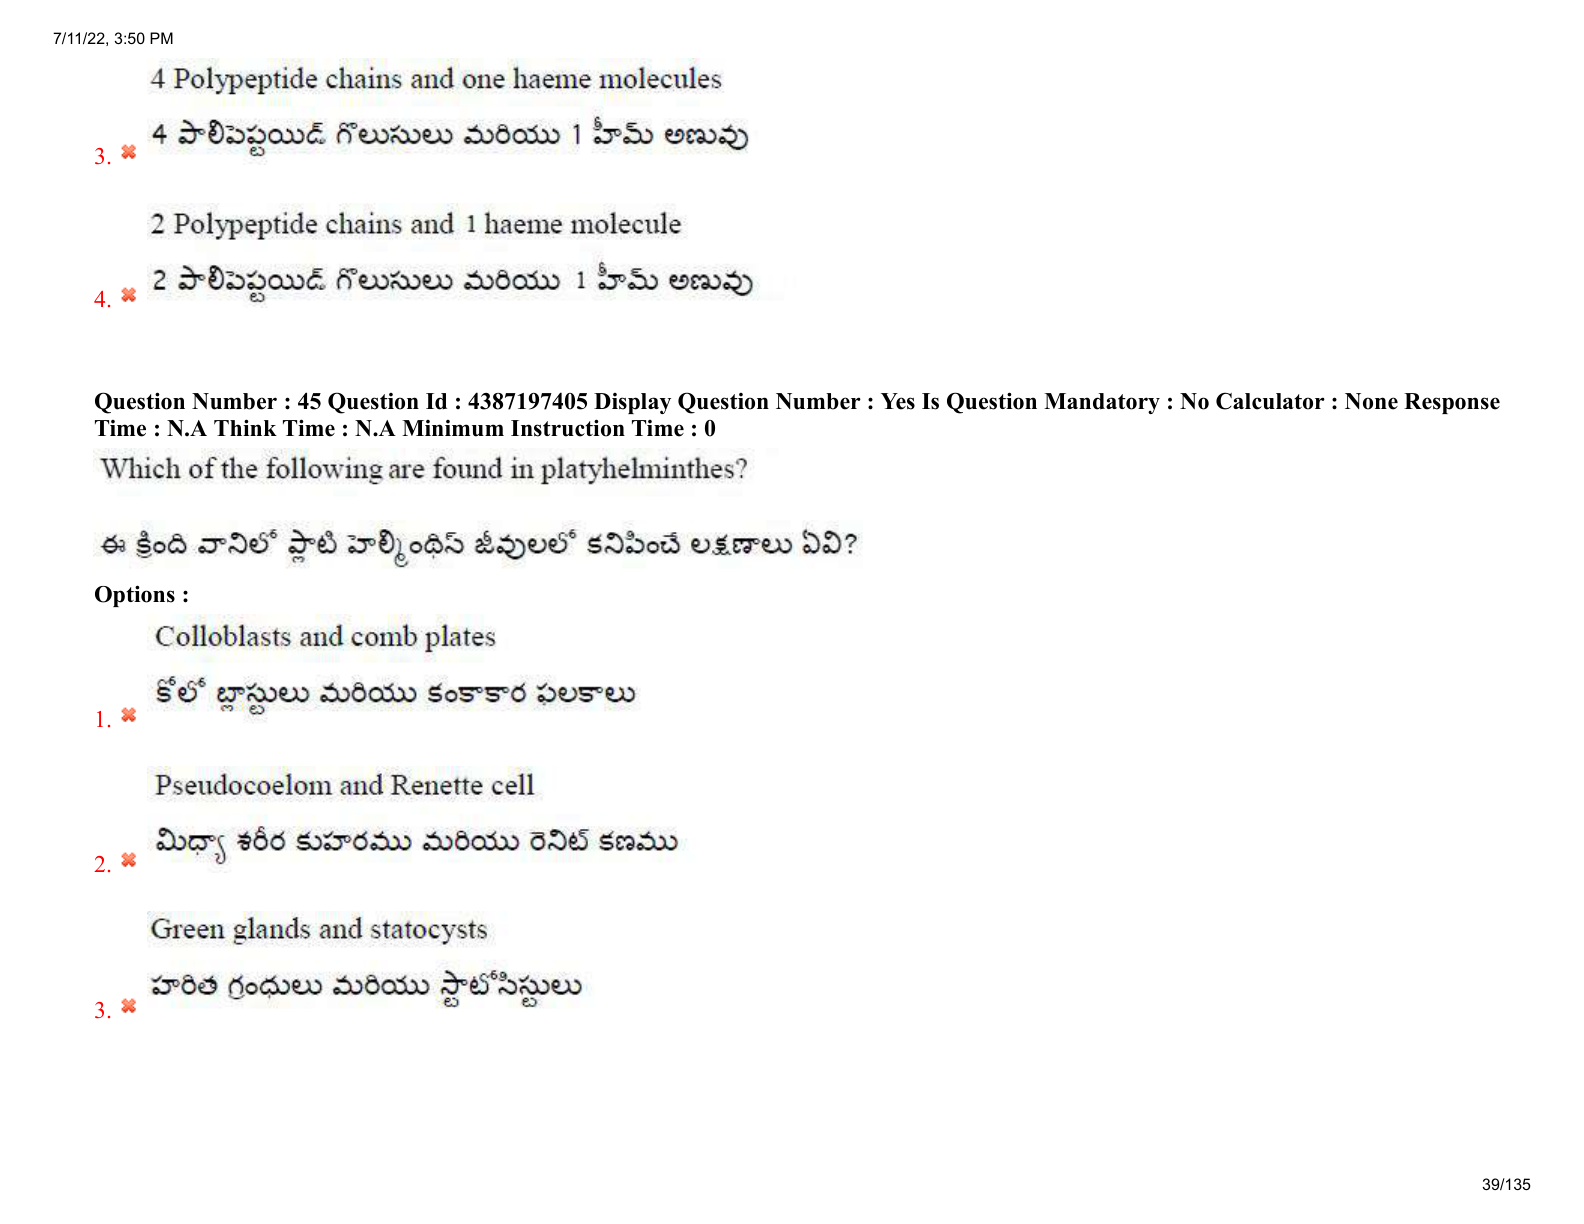 7/11/22, 3:50 PM
4 Polypeptide chains and one haeme molecules
4 పాలిపెప్టయిడ్ గొలుసులు మరియు 1 హీమ్ అణువు
3.
2 Polypeptide chains and 1 haeme molecule
2 పాలిపెప్టయిడ్ గొలుసులు మరియు 1 హీమ్ అణువు
4.
Question Number : 45 Question Id : 4387197405 Display Question Number : Yes Is Question Mandatory : No Calculator : None Response
Time : N.A Think Time : N.A Minimum Instruction Time : 0
Which of the following are found in platyhelminthes?
ఈ క్రింది వానిలో ప్లాటి హెల్మింథిస్ జీవులలో కనిపించే లక్షణాలు ఏవి?
Options :
Colloblasts and comb plates
కోలో బ్లాస్టులు మరియు కంకాకార ఫలకాలు
1.
Pseudocoelom and Renette cell
మిధ్యా శరీర కుహరము మరియు రెనిట్ కణము
2.
Green glands and statocysts
హరిత గ్రంధులు మరియు స్టాటోసిస్టులు
3.
39/135